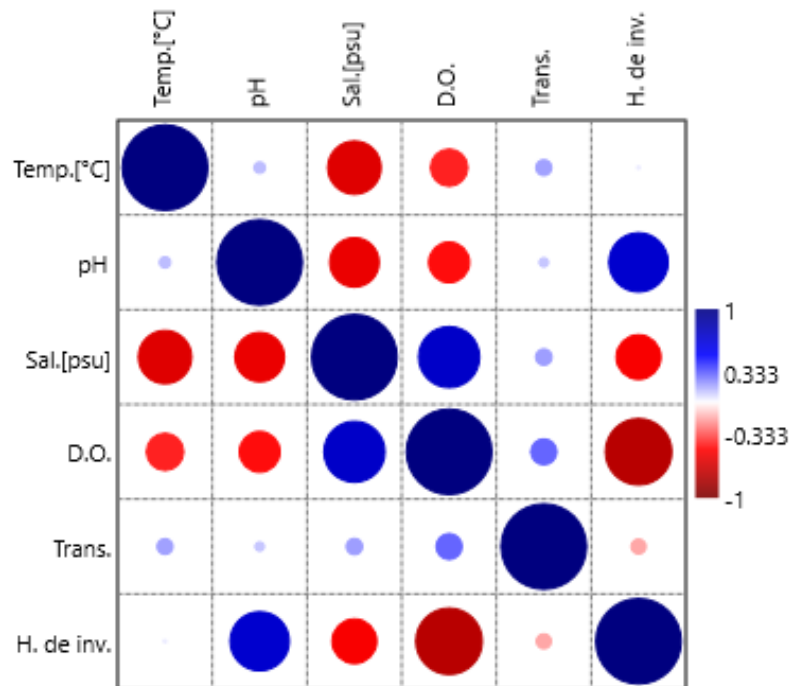 Temp.[°C]
pH
Sal.[psu]
D.O.
Trans.
H. de inv.
Temp.[°C]
pH
Sal.[psu]
D.O.
Trans.
H. de inv.
1
0.333
-0.333
-1